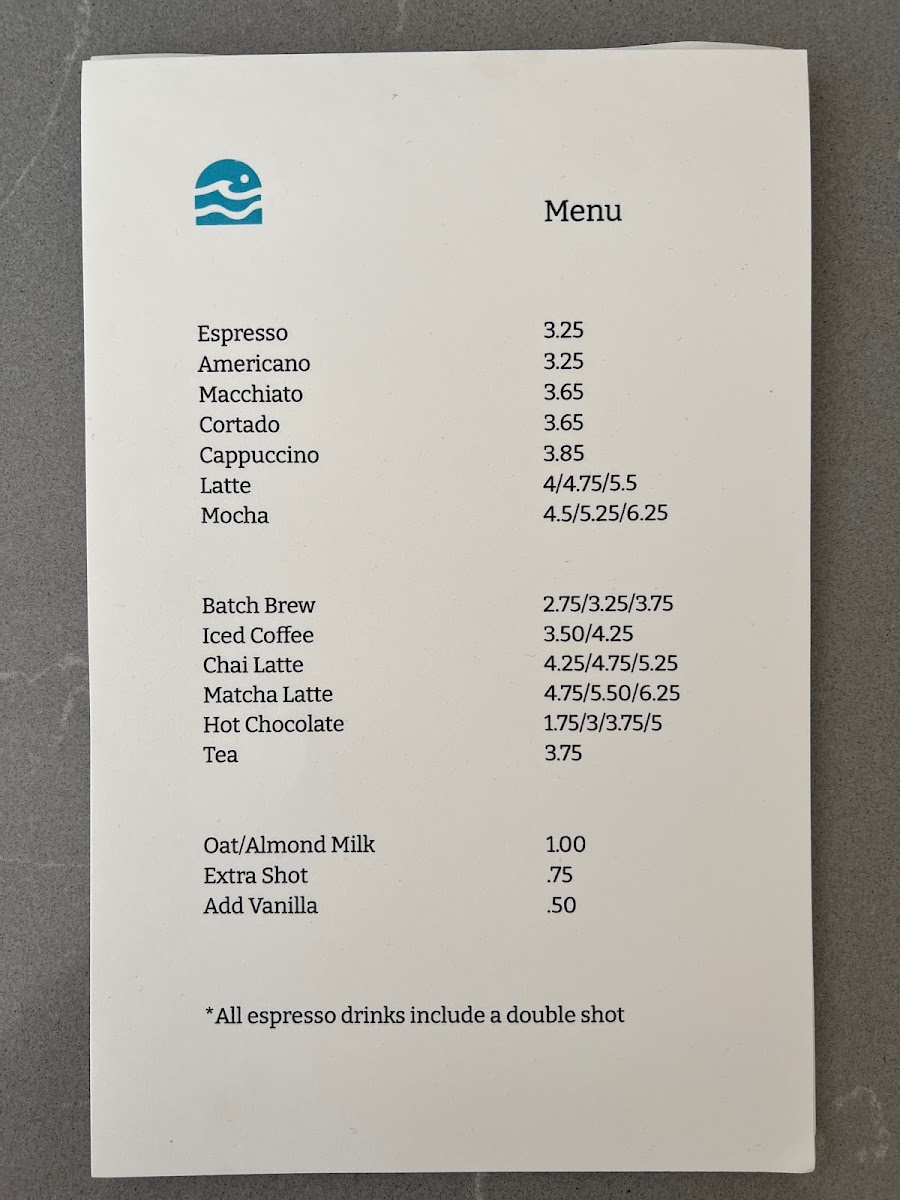 Menu
Espresso 3.25
Americano 3.25
Macchiato 3.65
Cortado 3.65
Cappuccino 3.85
Latte 4/4.75/5.5
Mocha 4.5/5.25/6.25
Batch Brew 2.75/3.25/3.75
Iced Coffee 3.50/4.25
Chai Latte 4.25/4.75/5.25
Matcha Latte 4.75/5.50/6.25
Hot Chocolate 1.75/3/3.75/5
Tea 3.75
Oat/Almond Milk 1.00
Extra Shot .75
Add Vanilla .50
*All espresso drinks include a double shot